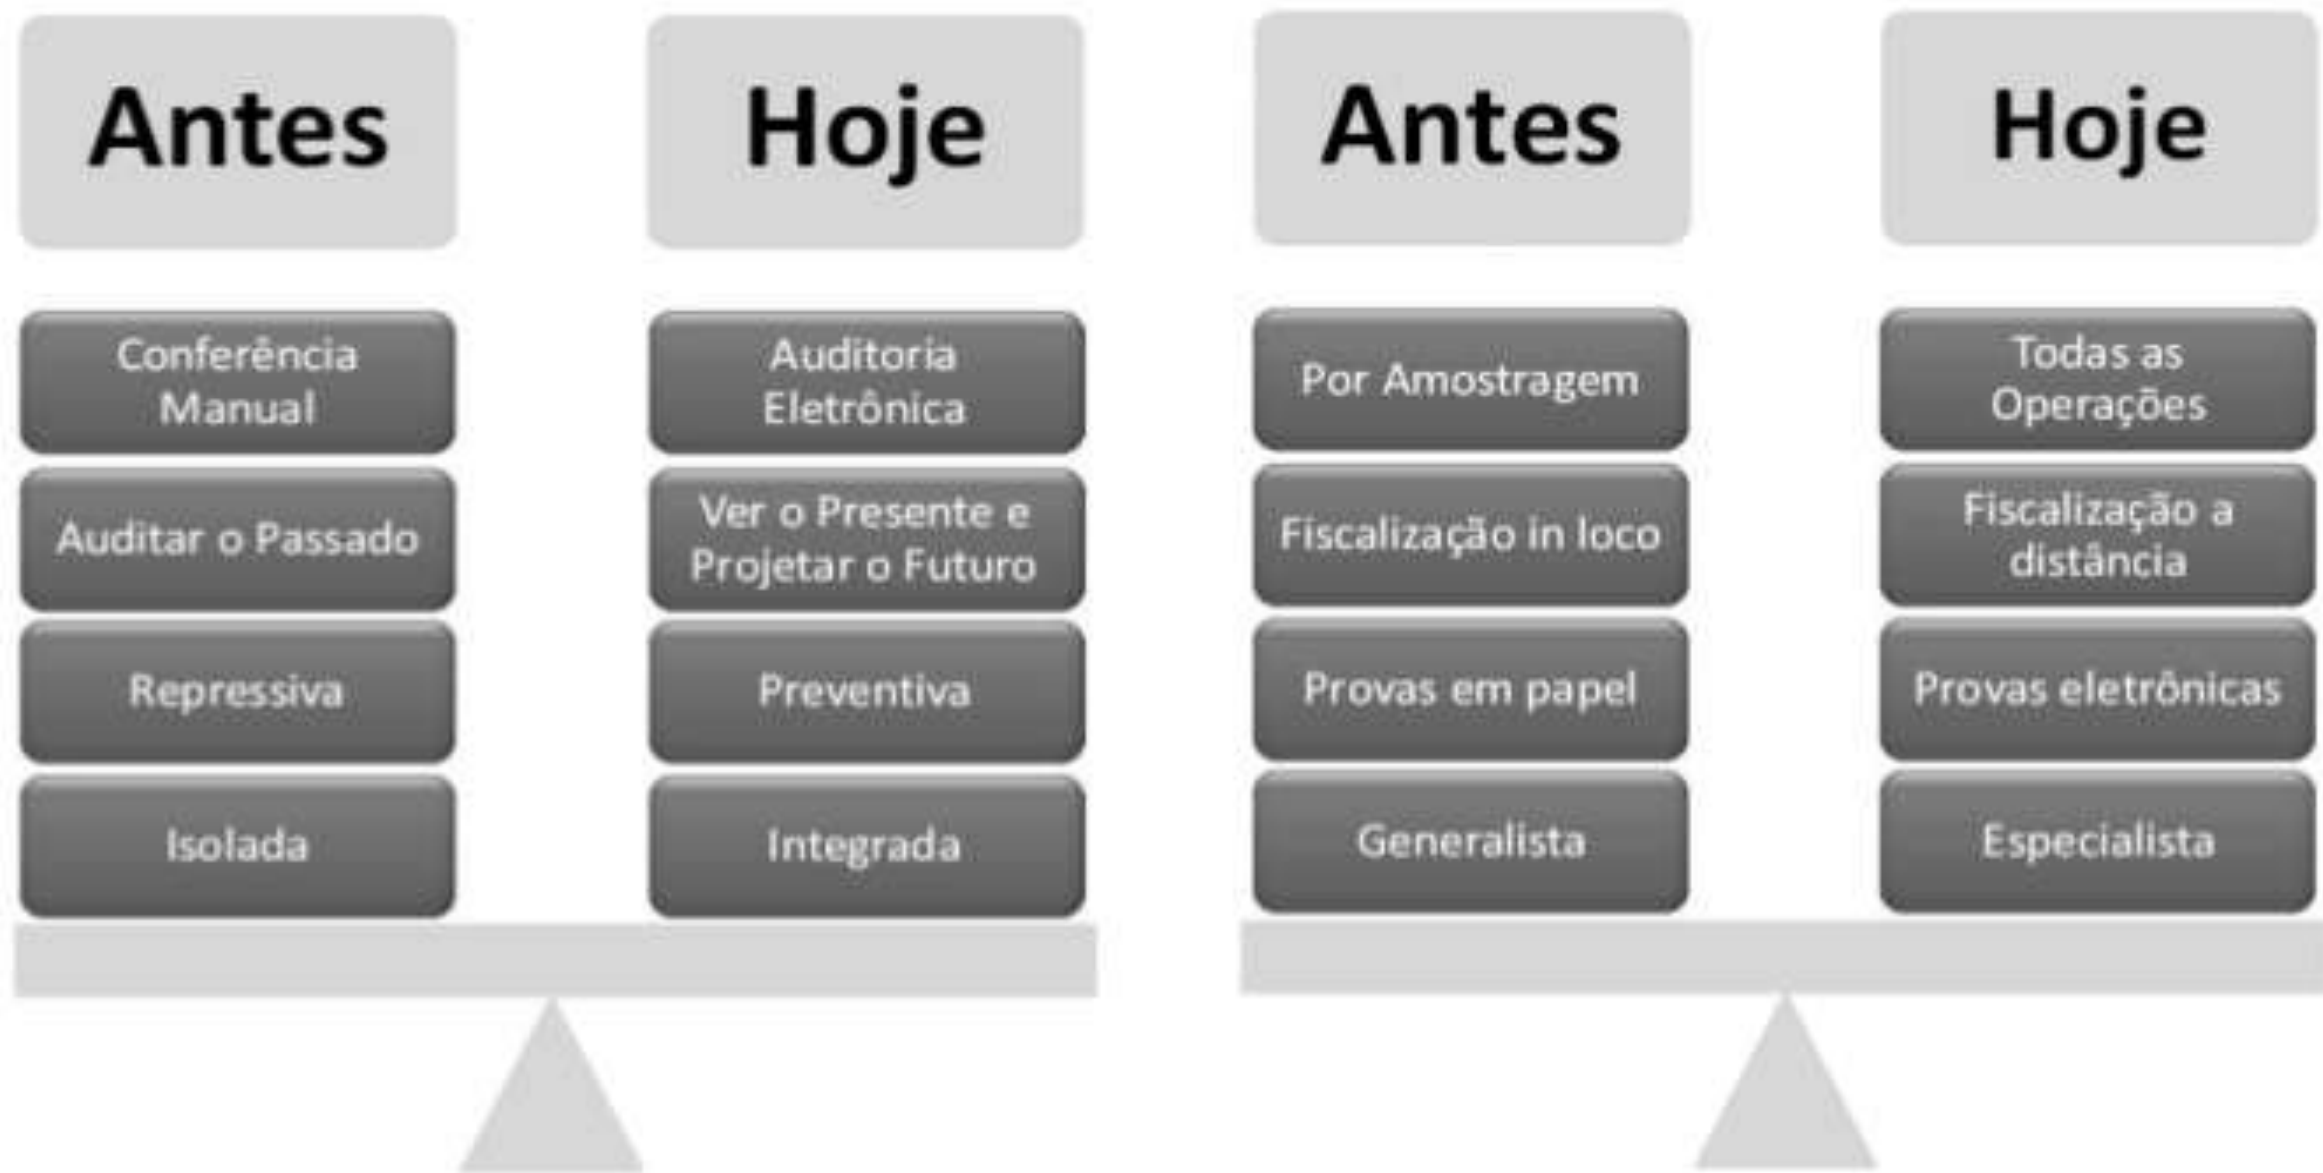 Antes
Conferência
Manual
Auditar o Passado
Repressiva
Isolada
Hoje
Auditoria
Eletrônica
Ver o Presente e
Projetar o Futuro
Preventiva
Integrada
Antes
Por Amostragem
Fiscalização in loco
Provas em papel
Generalista
Hoje
Todas as
Operações
Fiscalização a
distância
Provas eletrônicas
Especialista